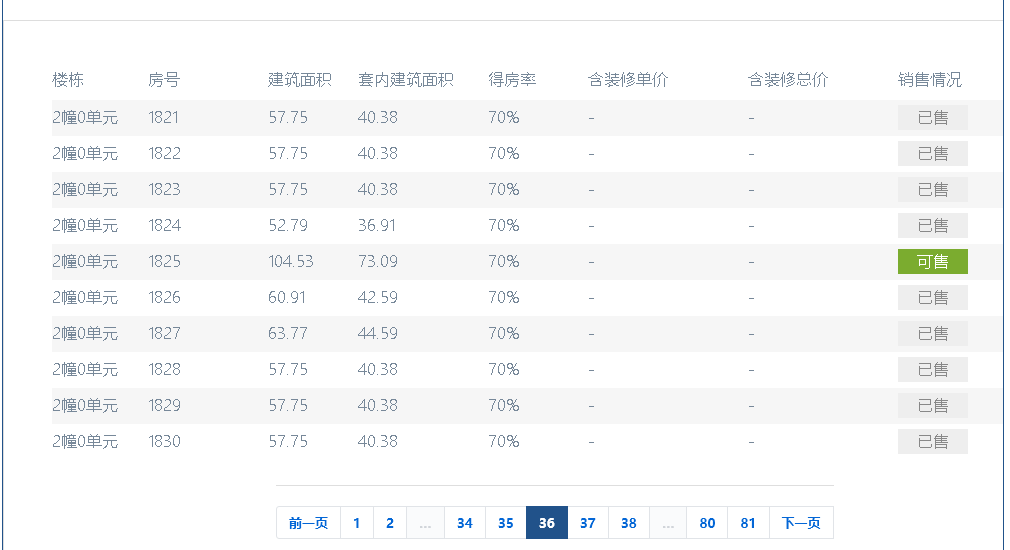 楼栋 房号 建筑面积 套内建筑面积 得房率 含装修单价 含装修总价 销售情况
2幢0单元 1821 57.75 40.38 70% - - 已售
2幢0单元 1822 57.75 40.38 70% - - 已售
2幢0单元 1823 57.75 40.38 70% - - 已售
2幢0单元 1824 52.79 36.91 70% - - 已售
2幢0单元 1825 104.53 73.09 70% - - 可售
2幢0单元 1826 60.91 42.59 70% - - 已售
2幢0单元 1827 63.77 44.59 70% - - 已售
2幢0单元 1828 57.75 40.38 70% - - 已售
2幢0单元 1829 57.75 40.38 70% - - 已售
2幢0单元 1830 57.75 40.38 70% - - 已售
前一页 1 2 ... 34 35 36 37 38 ... 80 81 下一页